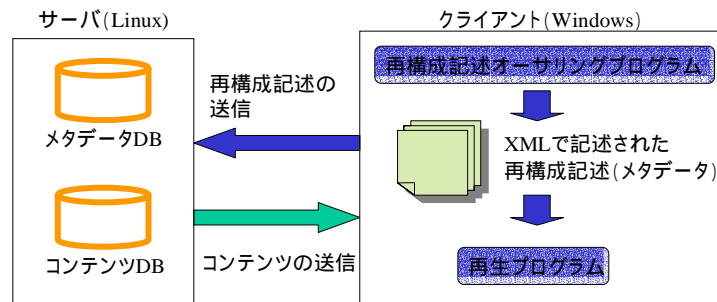 サーバ(Linux)
メタデータDB
コンテンツDB
再構成記述の
送信
コンテンツの送信
クライアント(Windows)
再構成記述オーサリングプログラム
XMLで記述された
再構成記述(メタデータ)
再生プログラム